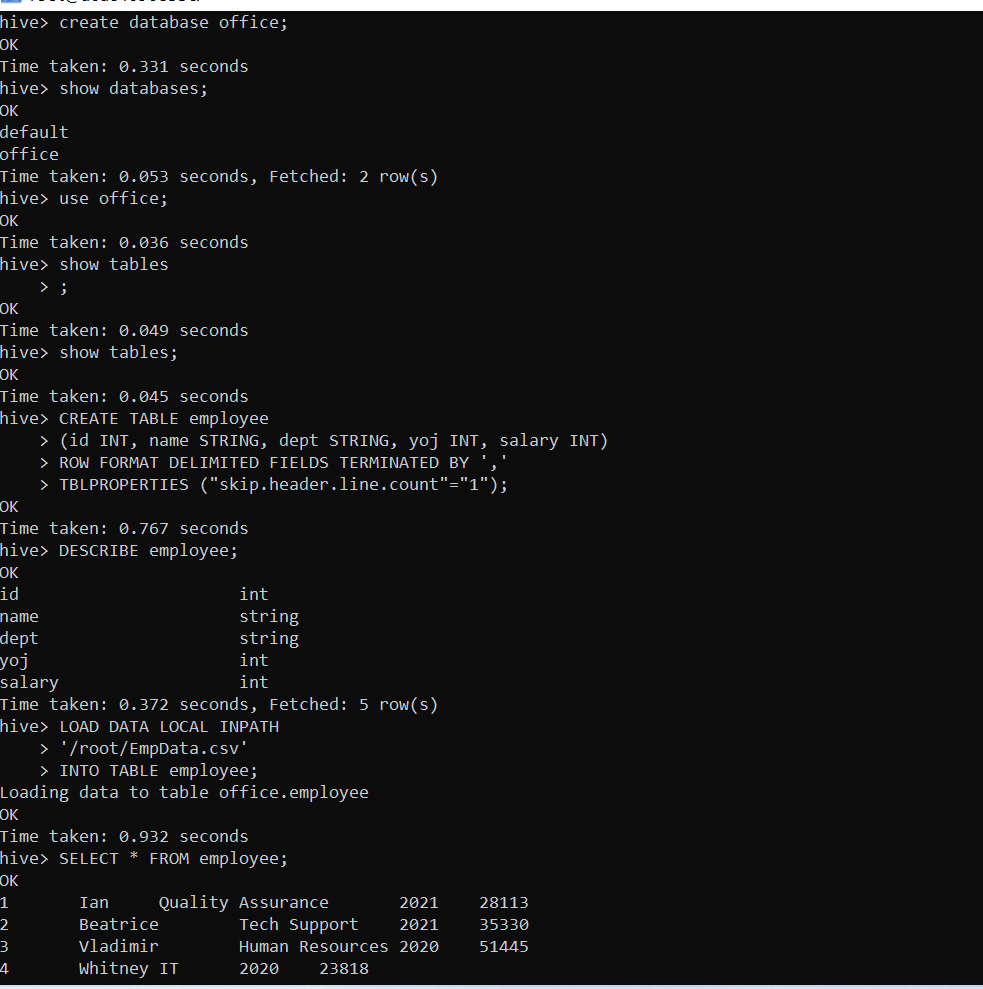 hive> create database office;
OK
Time taken: 0.331 seconds
hive> show databases;
OK
default
office
Time taken: 0.053 seconds, Fetched: 2 row(s)
hive> use office;
OK
Time taken: 0.036 seconds
hive> show tables
    > ;
OK
Time taken: 0.049 seconds
hive> show tables;
OK
Time taken: 0.045 seconds
hive> CREATE TABLE employee
    > (id INT, name STRING, dept STRING, yoj INT, salary INT)
    > ROW FORMAT DELIMITED FIELDS TERMINATED BY ','
    > TBLPROPERTIES ("skip.header.line.count"="1");
OK
Time taken: 0.767 seconds
hive> DESCRIBE employee;
OK
id                      int
name                    string
dept                    string
yoj                     int
salary                  int
Time taken: 0.372 seconds, Fetched: 5 row(s)
hive> LOAD DATA LOCAL INPATH
    > '/root/EmpData.csv'
    > INTO TABLE employee;
Loading data to table office.employee
OK
Time taken: 0.932 seconds
hive> SELECT * FROM employee;
OK
1       Ian     Quality Assurance       2021    28113
2       Beatrice        Tech Support    2021    35330
3       Vladimir        Human Resources 2020    51445
4       Whitney IT      2020    23818